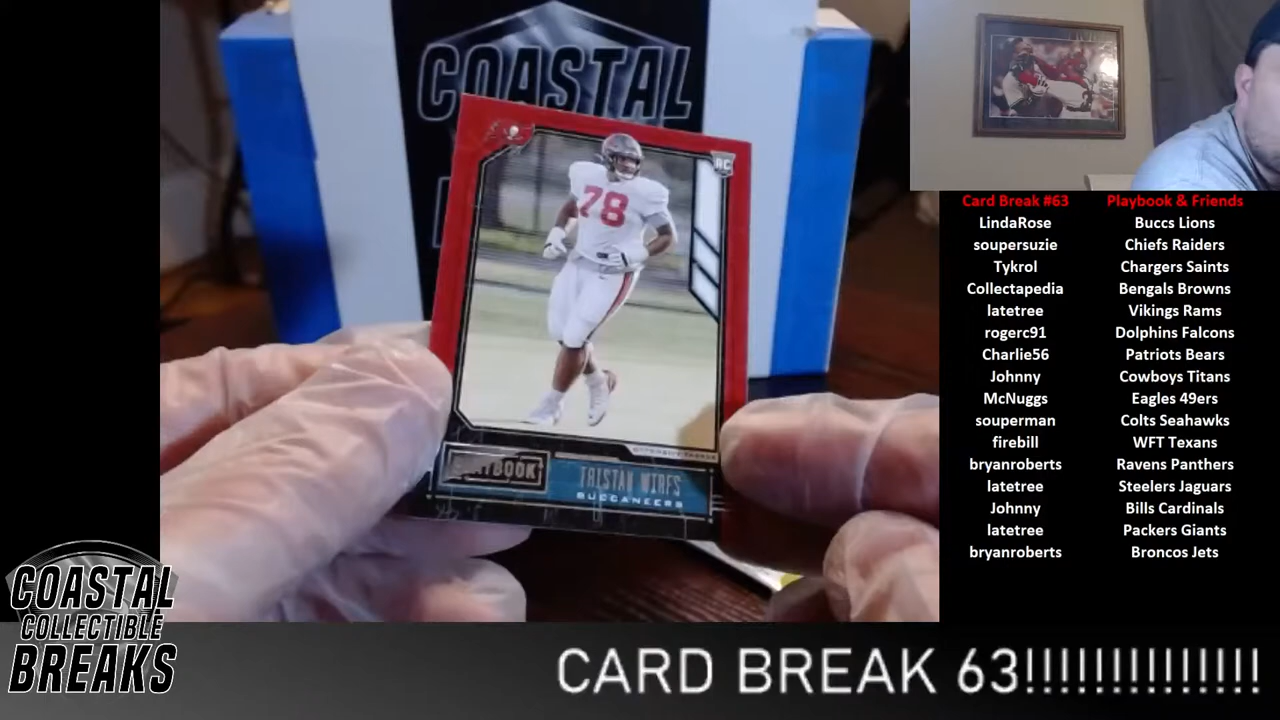 COASTAL
78
RC
PLAYBOOK
OFFENSIVE TACKLE
TRISTAN WIRFS
BUCCANEERS
Card Break #63 Playbook & Friends
LindaRose Buccs Lions
soupersuzie Chiefs Raiders
Tykrol Chargers Saints
Collectapedia Bengals Browns
latetree Vikings Rams
rogerc91 Dolphins Falcons
Charlie56 Patriots Bears
Johnny Cowboys Titans
McNuggs Eagles 49ers
souperman Colts Seahawks
firebill WFT Texans
bryanroberts Ravens Panthers
latetree Steelers Jaguars
Johnny Bills Cardinals
latetree Packers Giants
bryanroberts Broncos Jets
COASTAL
COLLECTIBLE
BREAKS
CARD BREAK 63!!!!!!!!!!!!!!!